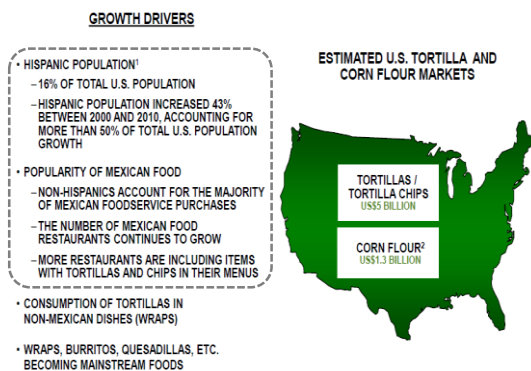 GROWTH DRIVERS
• HISPANIC POPULATION¹
– 16% OF TOTAL U.S. POPULATION
– HISPANIC POPULATION INCREASED 43%
BETWEEN 2000 AND 2010, ACCOUNTING
FOR MORE THAN 50% OF TOTAL U.S. POPULATION
GROWTH
• POPULARITY OF MEXICAN FOOD
– NON-HISPANICS ACCOUNT FOR THE MAJORITY
OF MEXICAN FOODSERVICE PURCHASES
– THE NUMBER OF MEXICAN FOOD
RESTAURANTS CONTINUES TO GROW
– MORE RESTAURANTS ARE INCLUDING ITEMS
WITH TORTILLAS AND CHIPS IN THEIR MENUS
• CONSUMPTION OF TORTILLAS IN
NON-MEXICAN DISHES (WRAPS)
• WRAPS, BURRITOS, QUESADILLAS, ETC.
BECOMING MAINSTREAM FOODS
ESTIMATED U.S. TORTILLA AND
CORN FLOUR MARKETS
TORTILLAS /
TORTILLA CHIPS
US$5 BILLION
CORN FLOUR²
US$1.3 BILLION